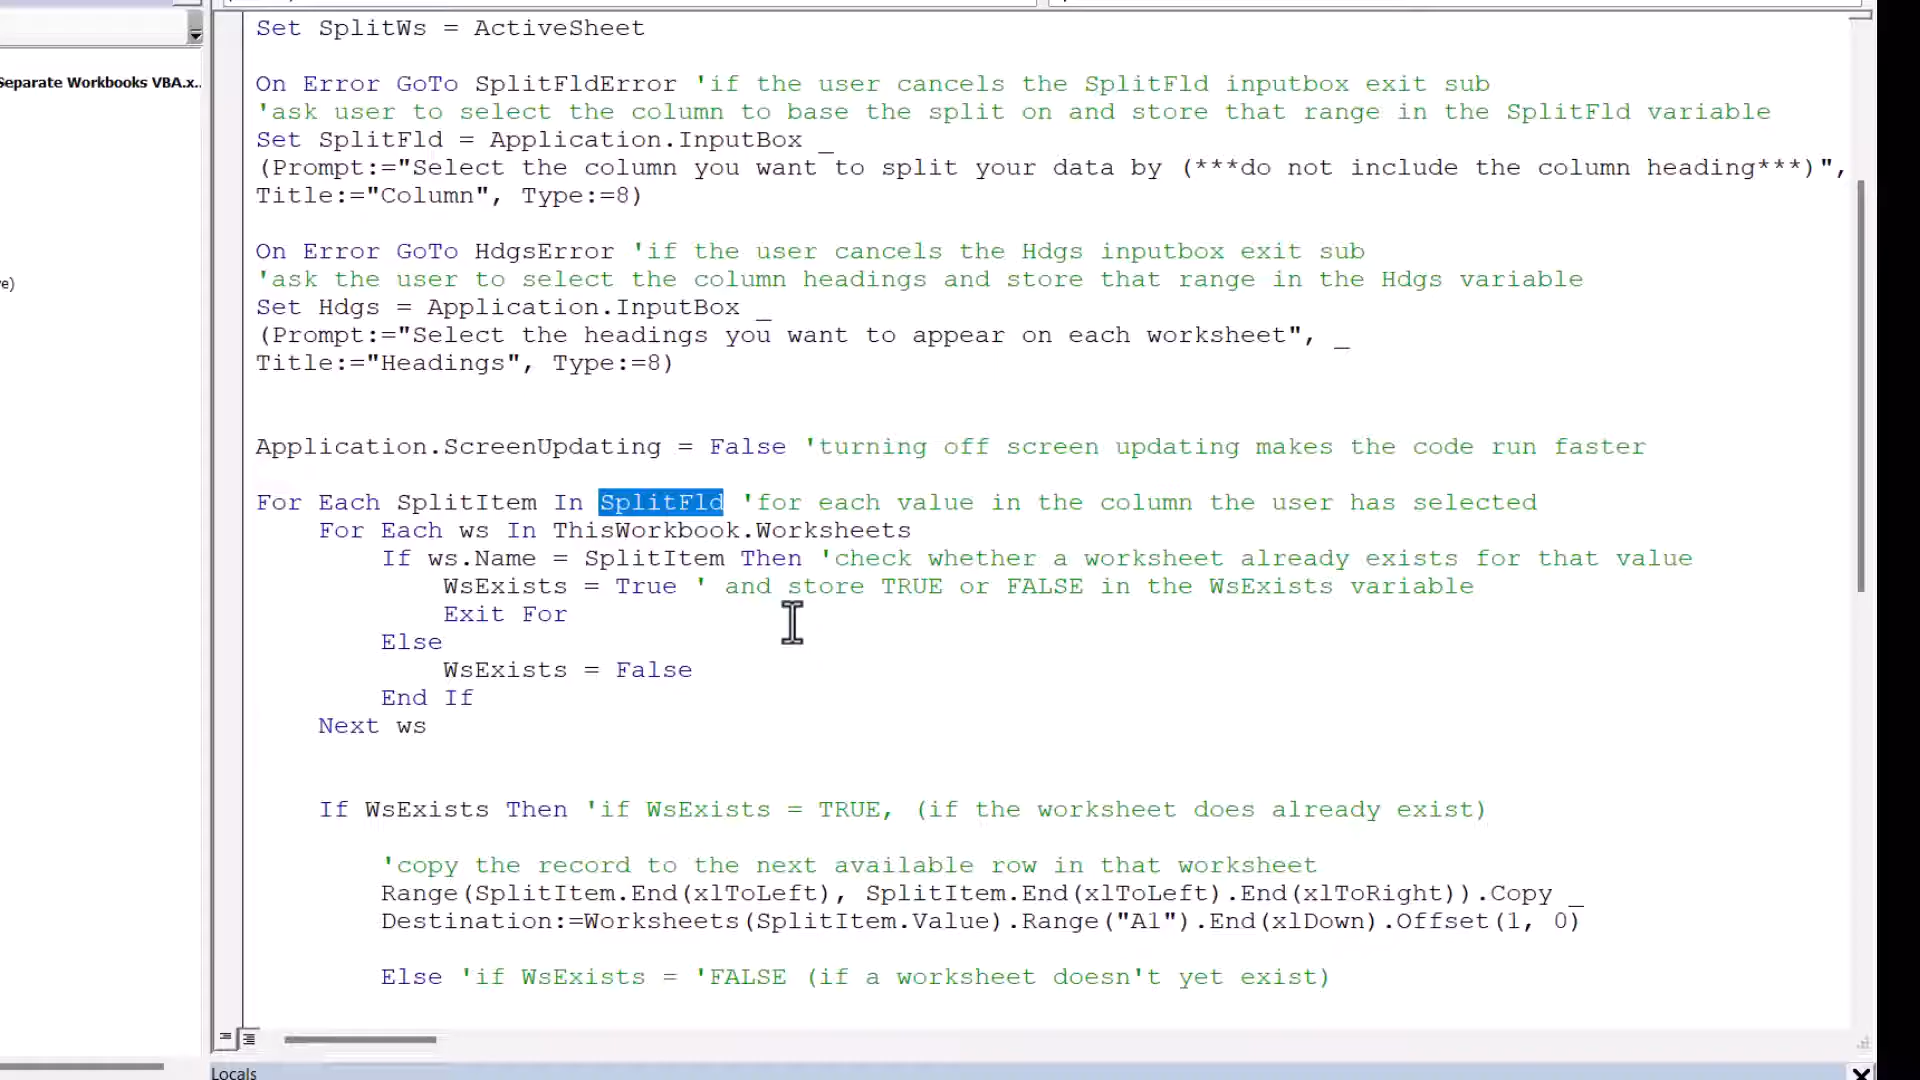 Set SplitWs = ActiveSheet
Separate Workbooks VBA.x..
On Error GoTo SplitFldError 'if the user cancels the SplitFld inputbox exit sub
'ask user to select the column to base the split on and store that range in the SplitFld variable
Set SplitFld = Application.InputBox _
(Prompt:="Select the column you want to split your data by (***do not include the column heading***)",
Title:="Column", Type:=8)
On Error GoTo HdgsError 'if the user cancels the Hdgs inputbox exit sub
'ask the user to select the column headings and store that range in the Hdgs variable
e)
Set Hdgs = Application.InputBox _
(Prompt:="Select the headings you want to appear on each worksheet", _
Title:="Headings", Type:=8)
Application.ScreenUpdating = False 'turning off screen updating makes the code run faster
For Each SplitItem In SplitFld 'for each value in the column the user has selected
For Each ws In ThisWorkbook.Worksheets
If ws.Name = SplitItem Then 'check whether a worksheet already exists for that value
WsExists = True ' and store TRUE or FALSE in the WsExists variable
Exit For
Else
WsExists = False
End If
Next ws
If WsExists Then 'if WsExists = TRUE, (if the worksheet does already exist)
'copy the record to the next available row in that worksheet
Range(SplitItem.End(xlToLeft), SplitItem.End(xlToLeft).End(xlToRight)).Copy _
Destination:=Worksheets(SplitItem.Value).Range("A1").End(xlDown).Offset(1, 0)
Else 'if WsExists = 'FALSE (if a worksheet doesn't yet exist)
Locals